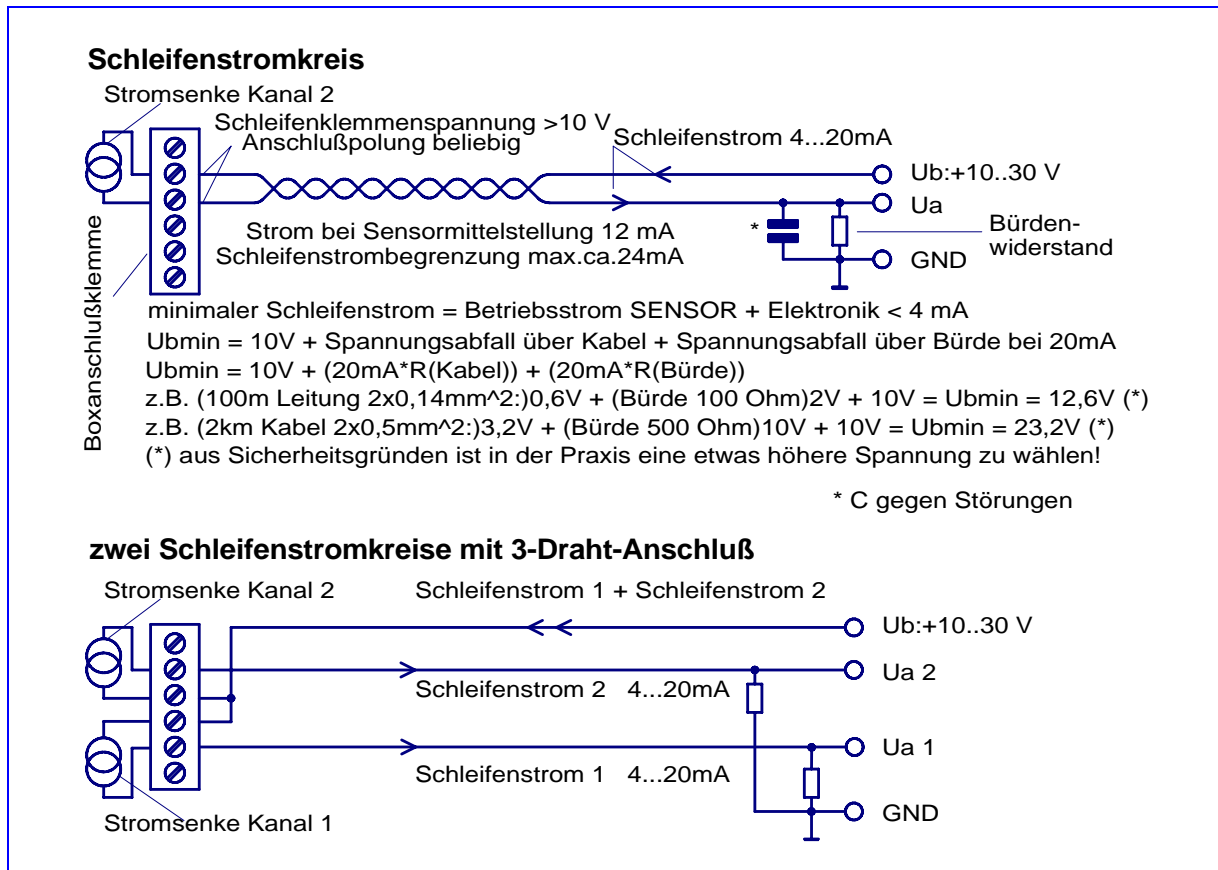 Schleifenstromkreis
Stromsenke Kanal 2
Schleifenklemmenspannung >10 V
Anschlußpolung beliebig
Schleifenstrom 4...20mA
Ub:+10..30 V
Ua
*
Bürden-
widerstand
GND
Strom bei Sensormittelstellung 12 mA
Schleifenstrombegrenzung max.ca.24mA
Boxanschlußklemme
minimaler Schleifenstrom = Betriebsstrom SENSOR + Elektronik < 4 mA
Ubmin = 10V + Spannungsabfall über Kabel + Spannungsabfall über Bürde bei 20mA
Ubmin = 10V + (20mA*R(Kabel)) + (20mA*R(Bürde))
z.B. (100m Leitung 2x0,14mm^2:)0,6V + (Bürde 100 Ohm)2V + 10V = Ubmin = 12,6V (*)
z.B. (2km Kabel 2x0,5mm^2:)3,2V + (Bürde 500 Ohm)10V + 10V = Ubmin = 23,2V (*)
(*) aus Sicherheitsgründen ist in der Praxis eine etwas höhere Spannung zu wählen!
* C gegen Störungen
zwei Schleifenstromkreise mit 3-Draht-Anschluß
Stromsenke Kanal 2
Schleifenstrom 1 + Schleifenstrom 2
Ub:+10..30 V
Ua 2
Schleifenstrom 2 4...20mA
Ua 1
Schleifenstrom 1 4...20mA
GND
Stromsenke Kanal 1